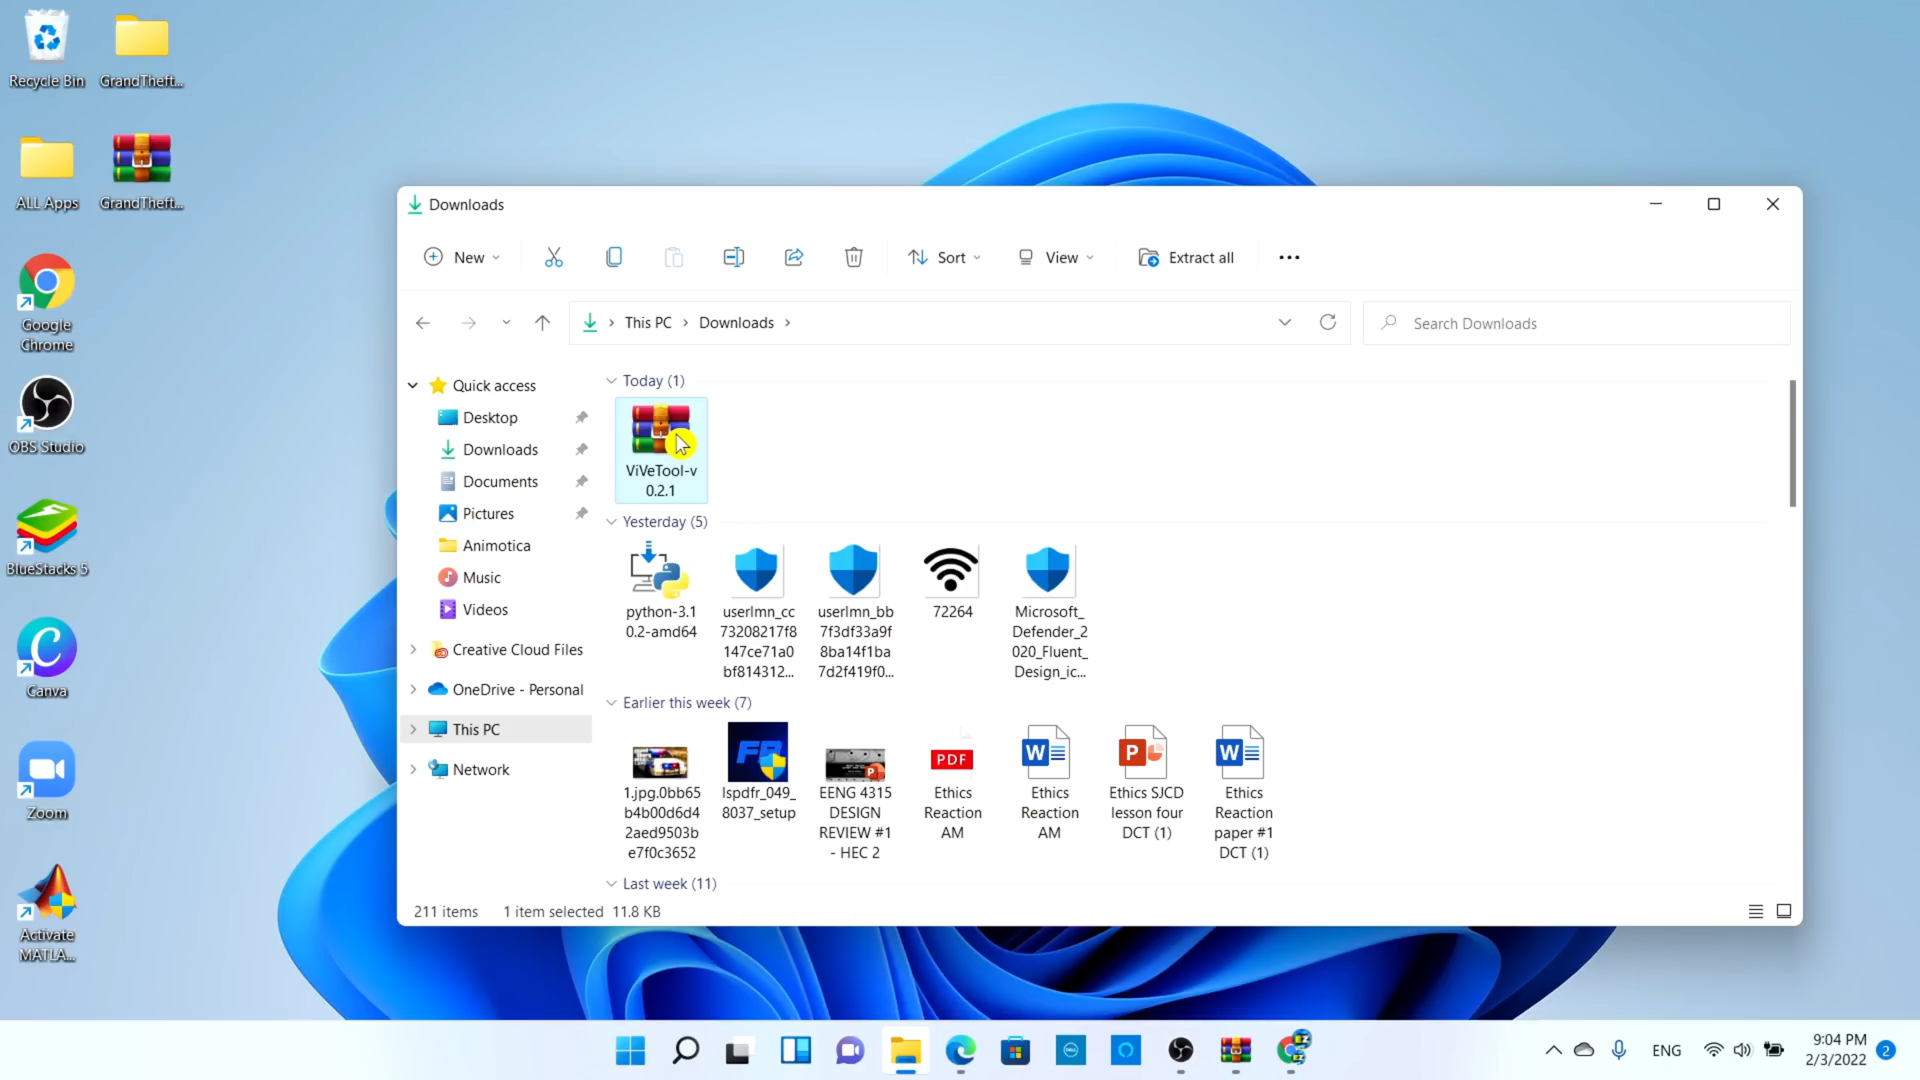 Recycle Bin
GrandTheft...
ALL Apps
GrandTheft...
Google
Chrome
OBS Studio
BlueStacks 5
Canva
Zoom
Activate
MATLA...
Downloads
New
Sort
View
Extract all
This PC
Downloads
Search Downloads
Quick access
Desktop
Downloads
Documents
Pictures
Animotica
Music
Videos
Creative Cloud Files
OneDrive - Personal
This PC
Network
Today (1)
ViVeTool-v
0.2.1
Yesterday (5)
python-3.1
0.2-amd64
userlmn_cc
73208217f8
147ce71a0
bf814312...
userlmn_bb
7f3df33a9f
8ba14f1ba
7d2f419f0...
72264
Microsoft_
Defender_2
020_Fluent_
Design_ic...
Earlier this week (7)
1.jpg.0bb65
b4b00d6d4
2aed9503b
e7f0c3652
FR
lspdfr_049_
8037_setup
EENG 4315
DESIGN
REVIEW #1
- HEC 2
PDF
Ethics
Reaction
AM
W
Ethics
Reaction
AM
P
Ethics SJCD
lesson four
DCT (1)
W
Ethics
Reaction
paper #1
DCT (1)
Last week (11)
211 items
1 item selected 11.8 KB
ENG
9:04 PM
2/3/2022
2